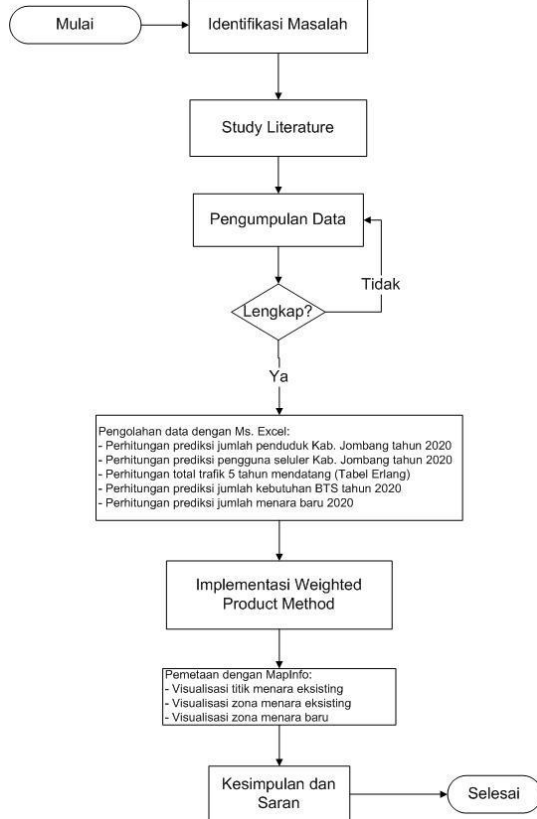 Mulai
Identifikasi Masalah
Study Literature
Pengumpulan Data
Tidak
Lengkap?
Ya
Pengolahan data dengan Ms. Excel:
- Perhitungan prediksi jumlah penduduk Kab. Jombang tahun 2020
- Perhitungan prediksi pengguna seluler Kab. Jombang tahun 2020
- Perhitungan total trafik 5 tahun mendatang (Tabel Erlang)
- Perhitungan prediksi jumlah kebutuhan BTS tahun 2020
- Perhitungan prediksi jumlah menara baru 2020
Implementasi Weighted
Product Method
Pemetaan dengan MapInfo:
- Visualisasi titik menara eksisting
- Visualisasi zona menara eksisting
- Visualisasi zona menara baru
Kesimpulan dan
Saran
Selesai